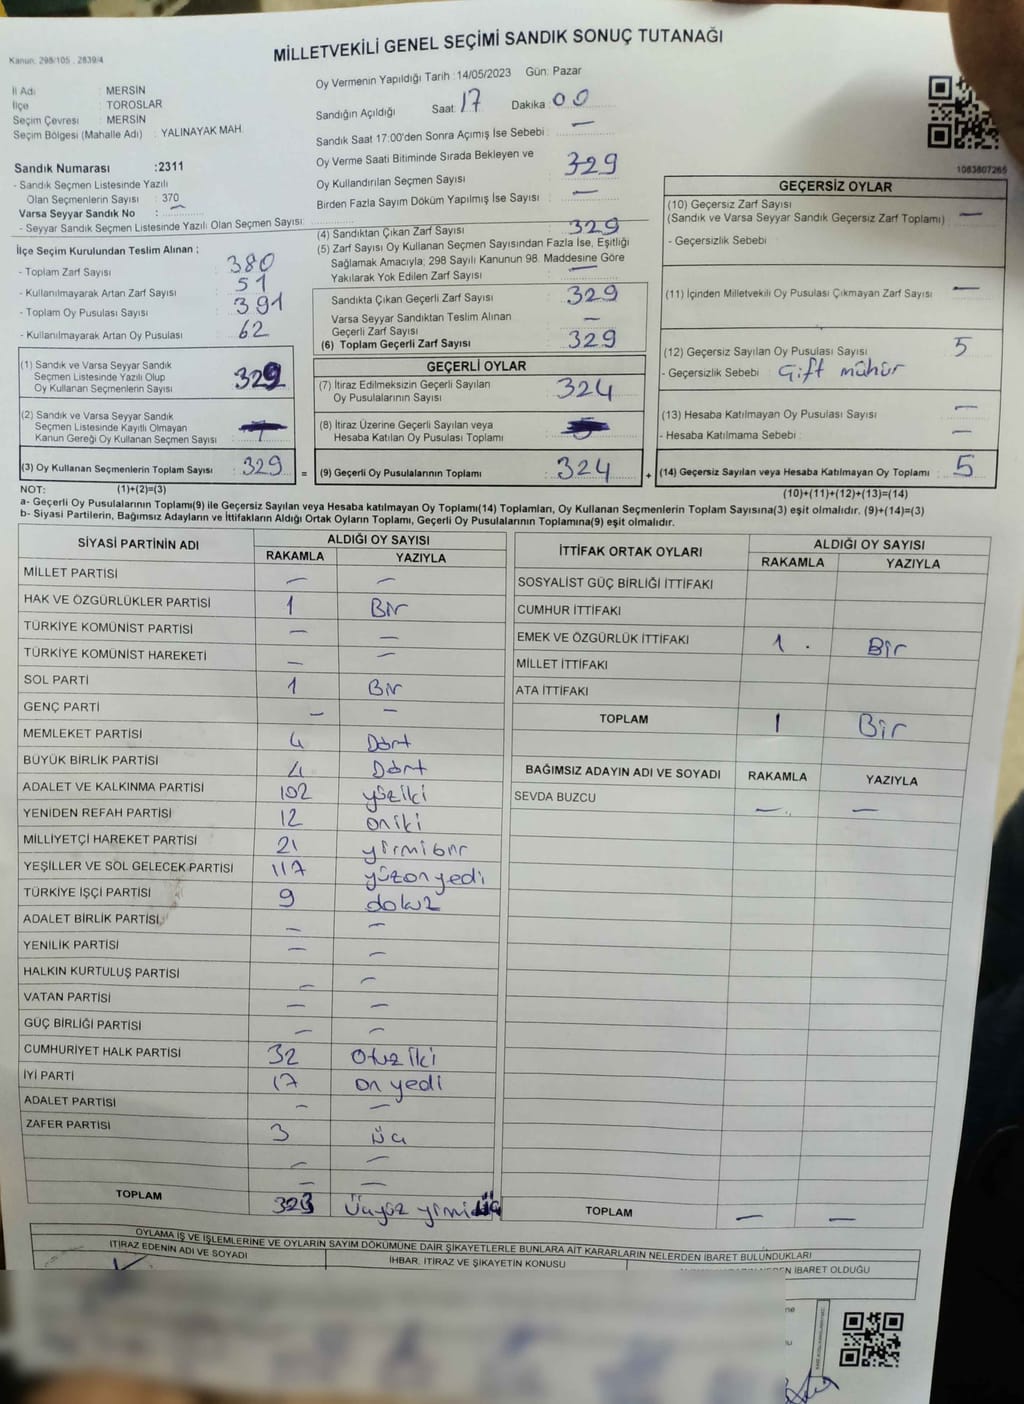 MİLLETVEKİLİ GENEL SEÇİMİ SANDIK SONUÇ TUTANAĞI
Kanun: 298/105 , 2839/4
İl Adı : MERSİN
İlçe : TOROSLAR
Seçim Çevresi : MERSİN
Seçim Bölgesi (Mahalle Adı) : YALINAYAK MAH.
Sandık Numarası :2311
- Sandık Seçmen Listesinde Yazılı
Olan Seçmenlerin Sayısı : 370
Varsa Seyyar Sandık No : —
- Seyyar Sandık Seçmen Listesinde Yazılı Olan Seçmen Sayısı:
Oy Vermenin Yapıldığı Tarih :14/05/2023 Gün: Pazar
Sandığın Açıldığı Saat: 17 Dakika: 00
Sandık Saat 17:00'den Sonra Açımış İse Sebebi : —
Oy Verme Saati Bitiminde Sırada Bekleyen ve
Oy Kullandırılan Seçmen Sayısı 329
Birden Fazla Sayım Döküm Yapılmış İse Sayısı : —
1083807265
İlçe Seçim Kurulundan Teslim Alınan ;
- Toplam Zarf Sayısı : 380
- Kullanılmayarak Artan Zarf Sayısı : 51
- Toplam Oy Pusulası Sayısı : 391
- Kullanılmayarak Artan Oy Pusulası : 62
(4) Sandıktan Çıkan Zarf Sayısı : 329
(5) Zarf Sayısı Oy Kullanan Seçmen Sayısından Fazla İse, Eşitliği
Sağlamak Amacıyla; 298 Sayılı Kanunun 98. Maddesine Göre
Yakılarak Yok Edilen Zarf Sayısı : —
Sandıkta Çıkan Geçerli Zarf Sayısı : 329
Varsa Seyyar Sandıktan Teslim Alınan
Geçerli Zarf Sayısı : —
(6) Toplam Geçerli Zarf Sayısı : 329
GEÇERSİZ OYLAR
(10) Geçersiz Zarf Sayısı
(Sandık ve Varsa Seyyar Sandık Geçersiz Zarf Toplamı) : —
- Geçersizlik Sebebi
(11) İçinden Milletvekili Oy Pusulası Çıkmayan Zarf Sayısı : —
(12) Geçersiz Sayılan Oy Pusulası Sayısı : 5
- Geçersizlik Sebebi : Çift mühür
(13) Hesaba Katılmayan Oy Pusulası Sayısı : —
- Hesaba Katılmama Sebebi : —
(14) Geçersiz Sayılan veya Hesaba Katılmayan Oy Toplamı : 5
(1) Sandık ve Varsa Seyyar Sandık
Seçmen Listesinde Yazılı Olup
Oy Kullanan Seçmenlerin Sayısı : 329
(2) Sandık ve Varsa Seyyar Sandık
Seçmen Listesinde Kayıtlı Olmayan
Kanun Gereği Oy Kullanan Seçmen Sayısı :
(3) Oy Kullanan Seçmenlerin Toplam Sayısı : 329 =
GEÇERLİ OYLAR
(7) İtiraz Edilmeksizin Geçerli Sayılan
Oy Pusulalarının Sayısı : 324
(8) İtiraz Üzerine Geçerli Sayılan veya
Hesaba Katılan Oy Pusulası Toplamı :
(9) Geçerli Oy Pusulalarının Toplamı : 324 +
NOT: (1)+(2)=(3)
(10)+(11)+(12)+(13)=(14)
a- Geçerli Oy Pusulalarının Toplamı(9) ile Geçersiz Sayılan veya Hesaba katılmayan Oy Toplamı(14) Toplamları, Oy Kullanan Seçmenlerin Toplam Sayısına(3) eşit olmalıdır. (9)+(14)=(3)
b- Siyasi Partilerin, Bağımsız Adayların ve İttifakların Aldığı Ortak Oyların Toplamı, Geçerli Oy Pusulalarının Toplamına(9) eşit olmalıdır.
SİYASİ PARTİNİN ADI ALDIĞI OY SAYISI
RAKAMLA YAZIYLA
MİLLET PARTİSİ — —
HAK VE ÖZGÜRLÜKLER PARTİSİ 1 Bir
TÜRKİYE KOMÜNİST PARTİSİ — —
TÜRKİYE KOMÜNİST HAREKETİ — —
SOL PARTİ 1 Bir
GENÇ PARTİ — —
MEMLEKET PARTİSİ 4 Dört
BÜYÜK BİRLİK PARTİSİ 4 Dört
ADALET VE KALKINMA PARTİSİ 102 yüziki
YENİDEN REFAH PARTİSİ 12 oniki
MİLLİYETÇİ HAREKET PARTİSİ 21 yirmibir
YEŞİLLER VE SOL GELECEK PARTİSİ 117 yüzonyedi
TÜRKİYE İŞÇİ PARTİSİ 9 dokuz
ADALET BİRLİK PARTİSİ — —
YENİLİK PARTİSİ — —
HALKIN KURTULUŞ PARTİSİ — —
VATAN PARTİSİ — —
GÜÇ BİRLİĞİ PARTİSİ — —
CUMHURİYET HALK PARTİSİ 32 Otuz iki
İYİ PARTİ 17 on yedi
ADALET PARTİSİ — —
ZAFER PARTİSİ 3 üç
— —
— —
TOPLAM 323 Üçyüz yirmi üç
İTTİFAK ORTAK OYLARI ALDIĞI OY SAYISI
RAKAMLA YAZIYLA
SOSYALİST GÜÇ BİRLİĞİ İTTİFAKI
CUMHUR İTTİFAKI
EMEK VE ÖZGÜRLÜK İTTİFAKI 1 Bir
MİLLET İTTİFAKI
ATA İTTİFAKI
TOPLAM 1 Bir
BAĞIMSIZ ADAYIN ADI VE SOYADI RAKAMLA YAZIYLA
SEVDA BUZCU — —
TOPLAM — —
OYLAMA İŞ VE İŞLEMLERİNE VE OYLARIN SAYIM DÖKÜMÜNE DAİR ŞİKAYETLERLE BUNLARA AİT KARARLARIN NELERDEN İBARET BULUNDUKLARI
İTİRAZ EDENİN ADI VE SOYADI
İHBAR, İTİRAZ VE ŞİKAYETİN KONUSU
İBARET OLDUĞU